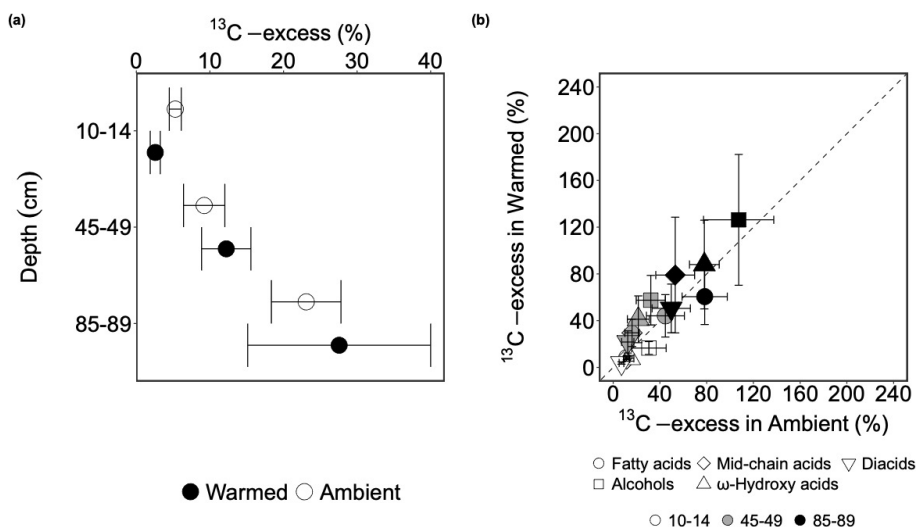 (a)
¹³C –excess (%)
0 10 20 30 40
10-14
45-49
85-89
Depth (cm)
Warmed Ambient
(b)
240
200
160
120
80
40
0
¹³C –excess in Warmed (%)
0 40 80 120 160 200 240
¹³C –excess in Ambient (%)
Fatty acids Mid-chain acids Diacids
Alcohols ω-Hydroxy acids
10-14 45-49 85-89